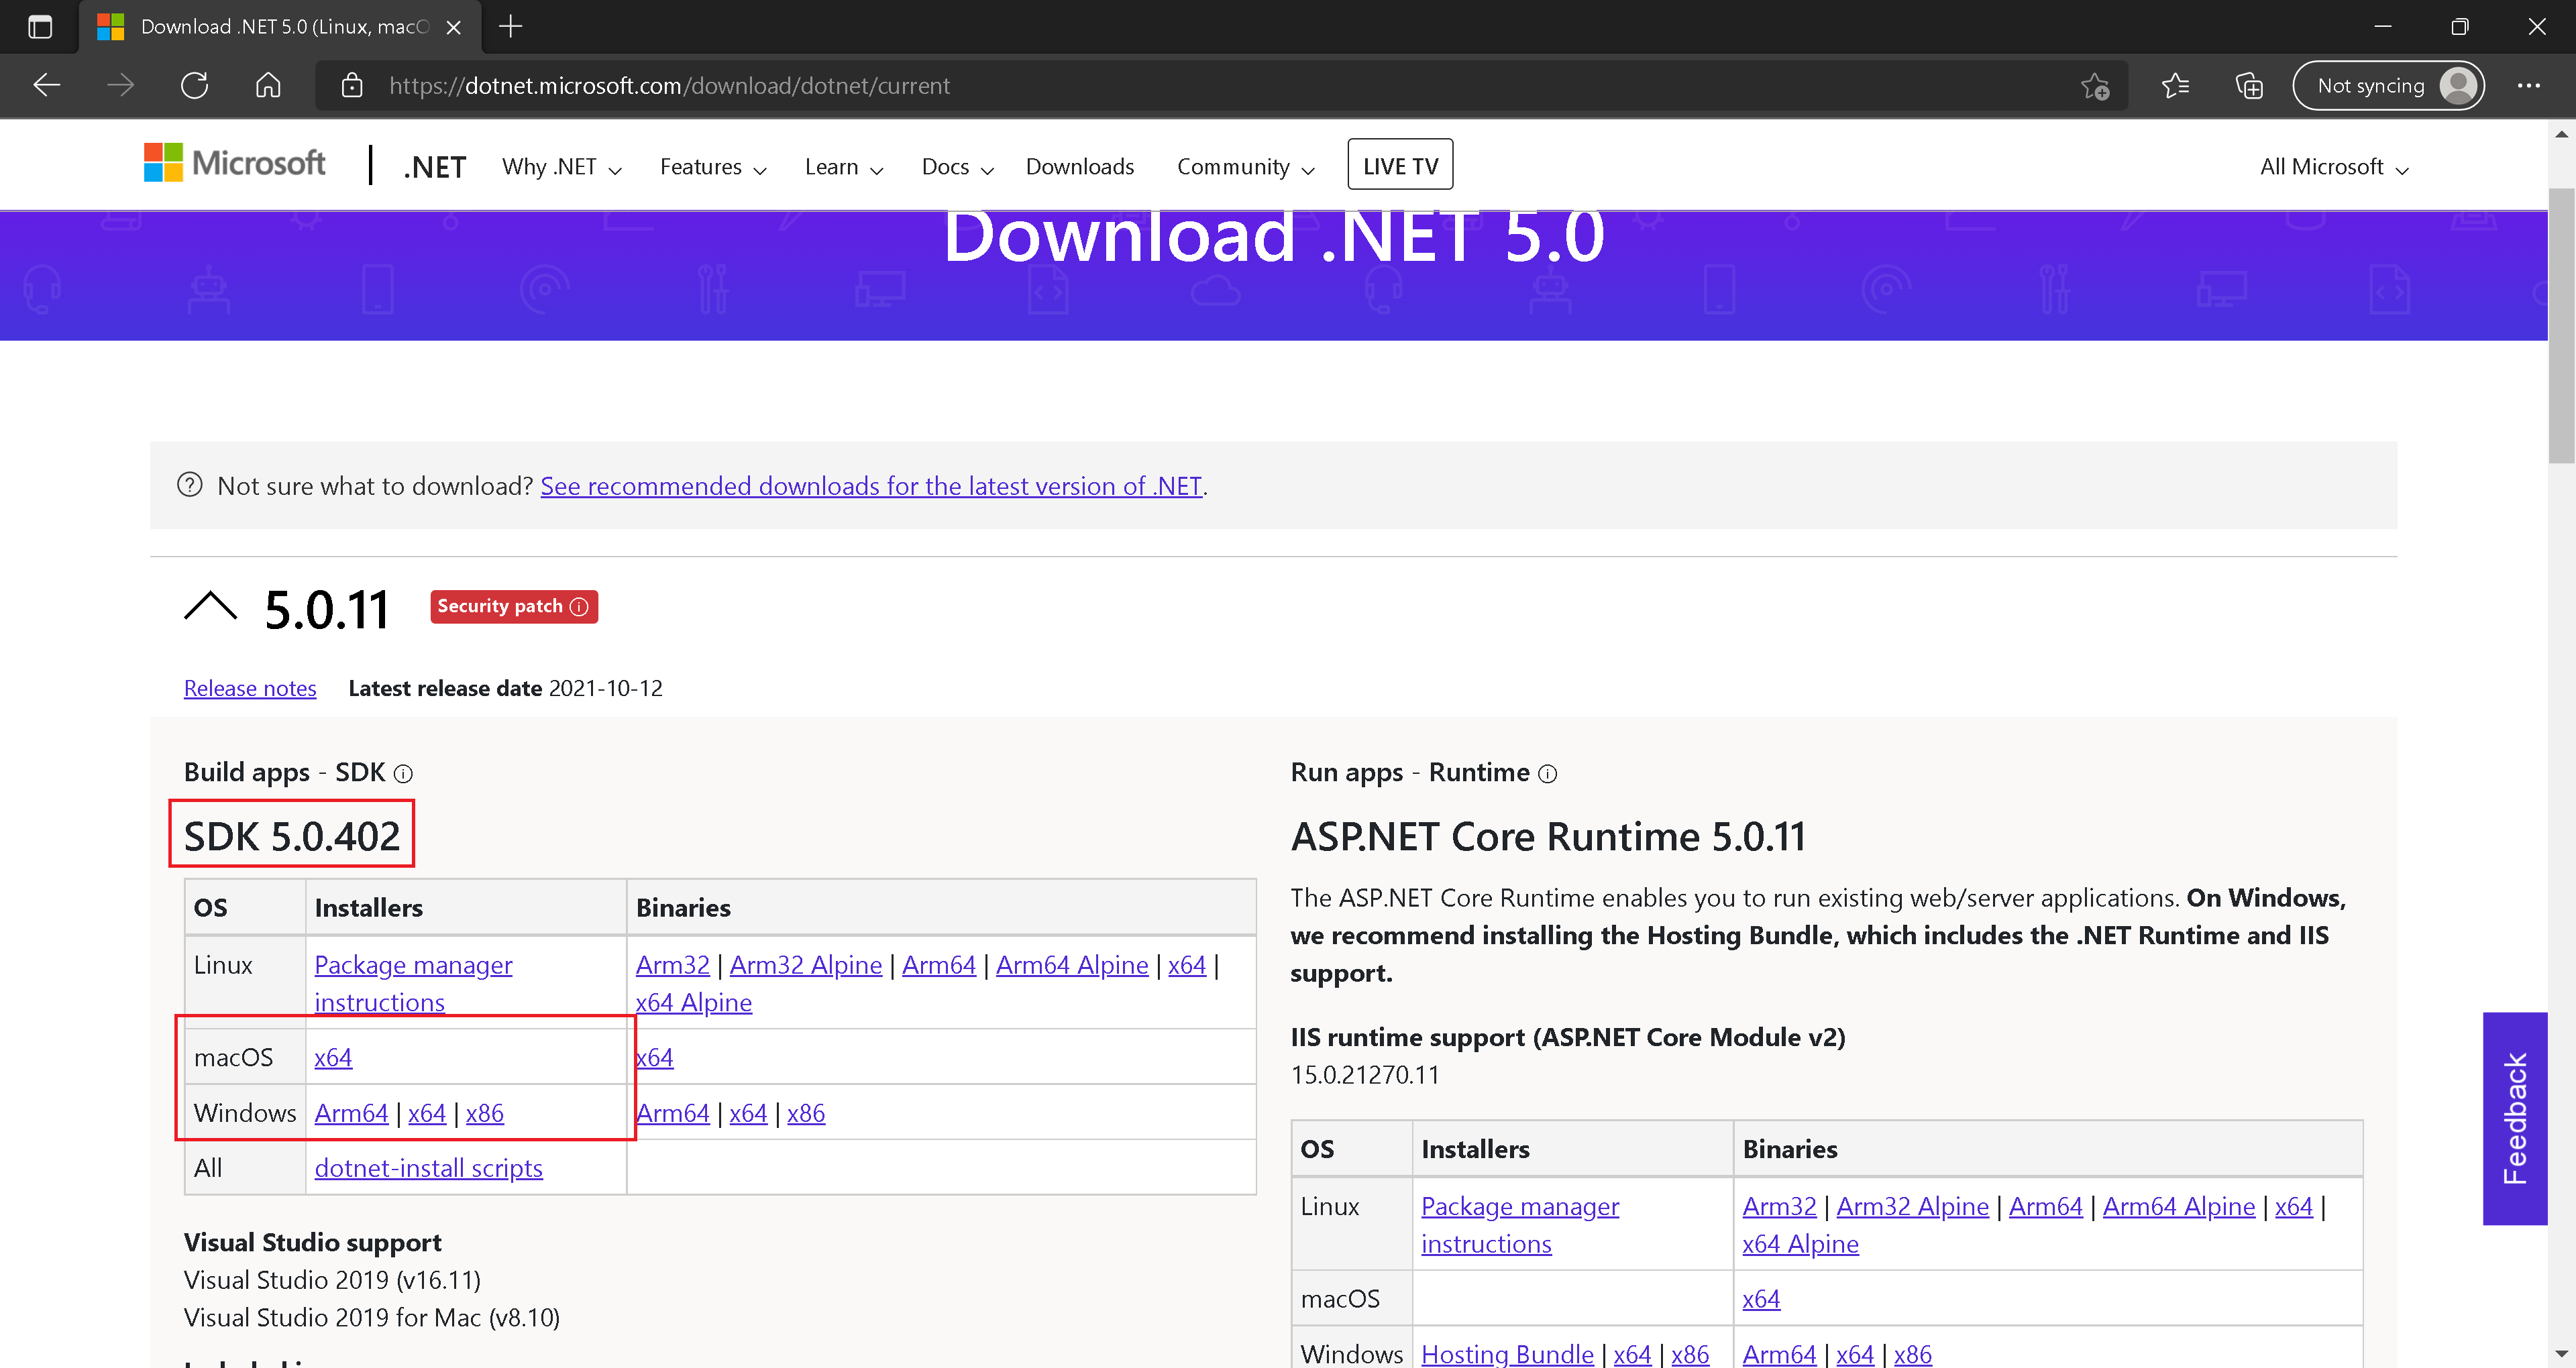 Download .NET 5.0 (Linux, macO
https://dotnet.microsoft.com/download/dotnet/current
Not syncing
Microsoft
.NET
Why .NET
Features
Learn
Docs
Downloads
Community
LIVE TV
All Microsoft
Download .NET 5.0
Not sure what to download? See recommended downloads for the latest version of .NET.
5.0.11
Security patch
Release notes
Latest release date 2021-10-12
Build apps - SDK
SDK 5.0.402
OS Installers Binaries
Linux Package manager instructions Arm32 | Arm32 Alpine | Arm64 | Arm64 Alpine | x64 |
x64 Alpine
macOS x64 x64
Windows Arm64 | x64 | x86 Arm64 | x64 | x86
All dotnet-install scripts
Visual Studio support
Visual Studio 2019 (v16.11)
Visual Studio 2019 for Mac (v8.10)
Run apps - Runtime
ASP.NET Core Runtime 5.0.11
The ASP.NET Core Runtime enables you to run existing web/server applications. On Windows,
we recommend installing the Hosting Bundle, which includes the .NET Runtime and IIS
support.
IIS runtime support (ASP.NET Core Module v2)
15.0.21270.11
OS Installers Binaries
Linux Package manager instructions Arm32 | Arm32 Alpine | Arm64 | Arm64 Alpine | x64 |
x64 Alpine
macOS x64
Windows Hosting Bundle | x64 | x86 Arm64 | x64 | x86
Feedback